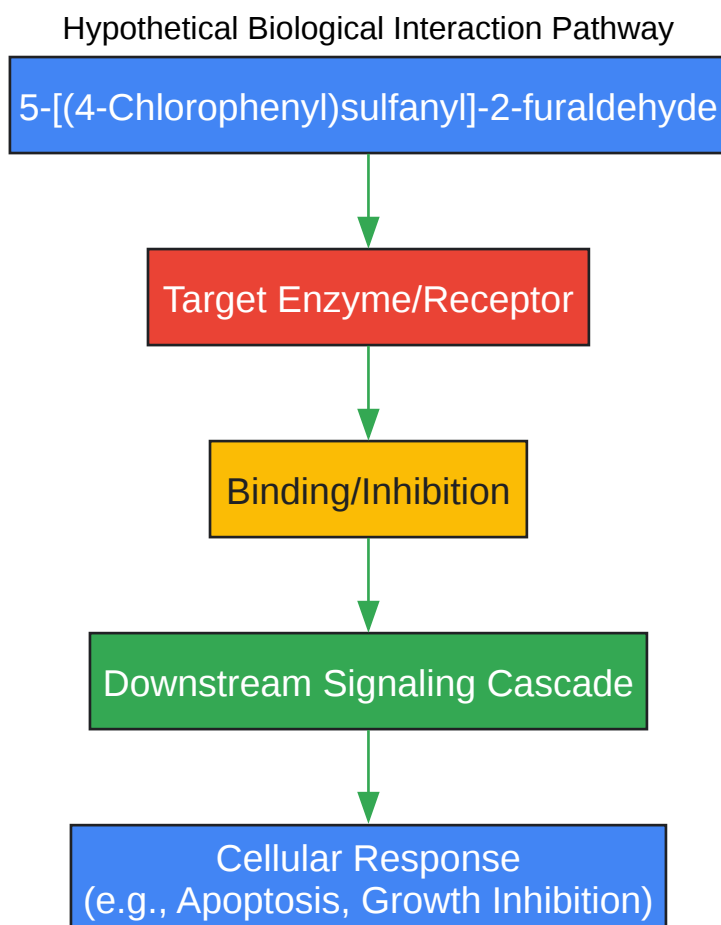 Hypothetical Biological Interaction Pathway
5-[(4-Chlorophenyl)sulfanyl]-2-furaldehyde
Target Enzyme/Receptor
Binding/Inhibition
Downstream Signaling Cascade
Cellular Response
(e.g., Apoptosis, Growth Inhibition)